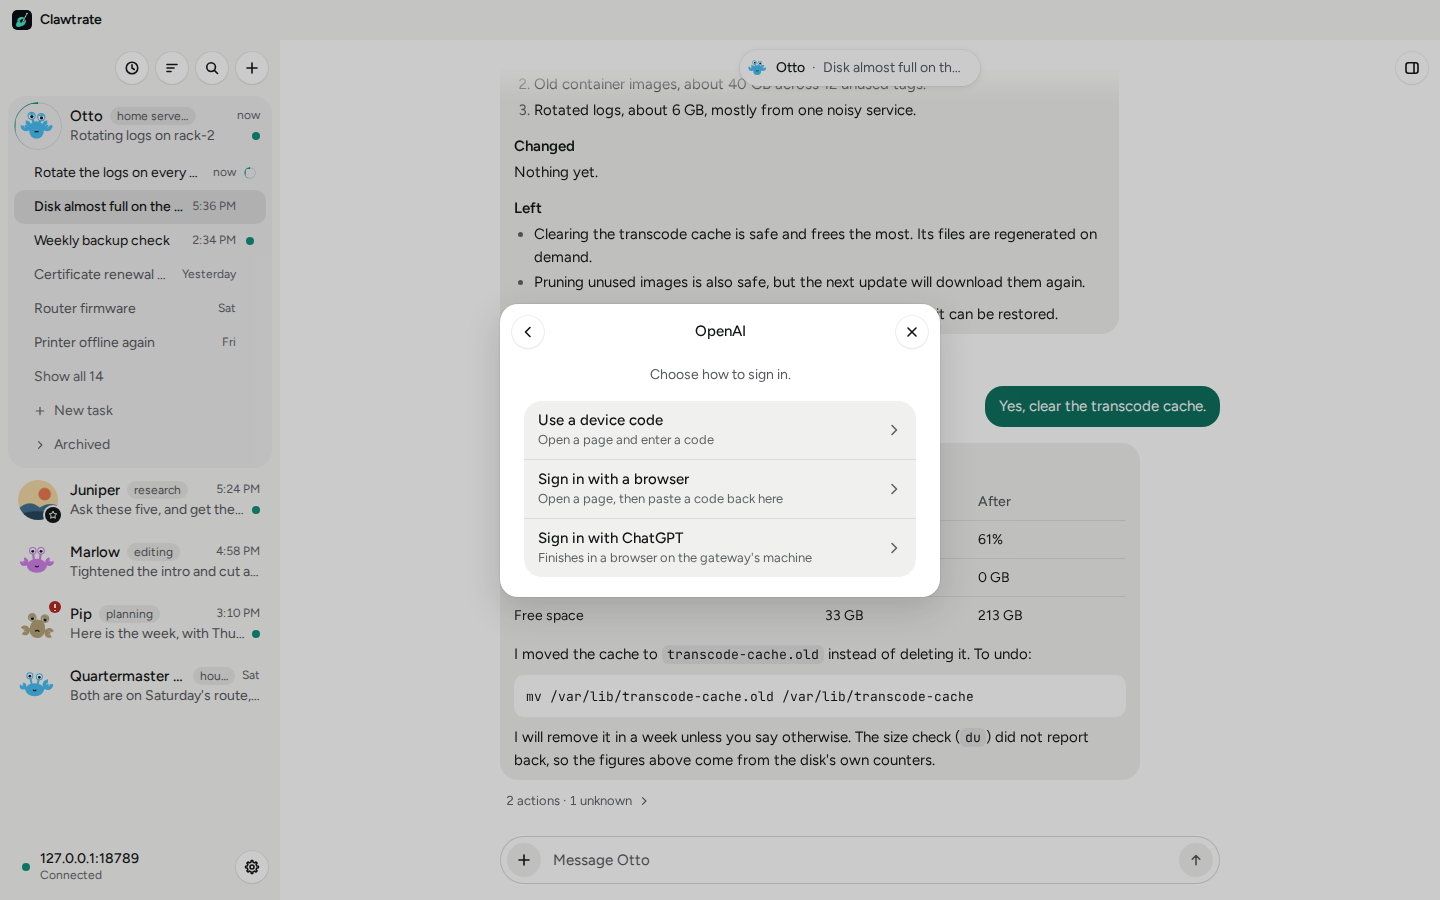 Clawtrate
Otto home serve... now
Rotating logs on rack-2
Rotate the logs on every ... now
Disk almost full on the ... 5:36 PM
Weekly backup check 2:34 PM
Certificate renewal ... Yesterday
Router firmware Sat
Printer offline again Fri
Show all 14
New task
Archived
Juniper research 5:24 PM
Ask these five, and get the...
Marlow editing 4:58 PM
Tightened the intro and cut a...
Pip planning 3:10 PM
Here is the week, with Thu...
Quartermaster ... hou... Sat
Both are on Saturday's route,...
127.0.0.1:18789
Connected
Otto · Disk almost full on th...
2. Old container images, about 40 GB across 12 unused tags.
3. Rotated logs, about 6 GB, mostly from one noisy service.
Changed
Nothing yet.
Left
Clearing the transcode cache is safe and frees the most. Its files are regenerated on
demand.
Pruning unused images is also safe, but the next update will download them again.
it can be restored.
OpenAI
Choose how to sign in.
Use a device code
Open a page and enter a code
Sign in with a browser
Open a page, then paste a code back here
Sign in with ChatGPT
Finishes in a browser on the gateway's machine
Yes, clear the transcode cache.
After
61%
0 GB
Free space 33 GB 213 GB
I moved the cache to transcode-cache.old instead of deleting it. To undo:
mv /var/lib/transcode-cache.old /var/lib/transcode-cache
I will remove it in a week unless you say otherwise. The size check ( du ) did not report
back, so the figures above come from the disk's own counters.
2 actions · 1 unknown
Message Otto